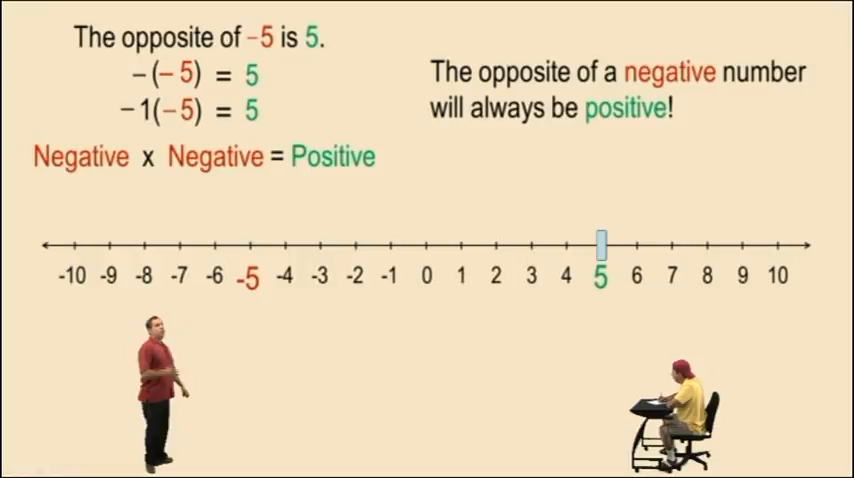 The opposite of -5 is 5.
-(-5) = 5
-1(-5) = 5
Negative x Negative = Positive
The opposite of a negative number
will always be positive!
-10 -9 -8 -7 -6 -5 -4 -3 -2 -1 0 1 2 3 4 5 6 7 8 9 10